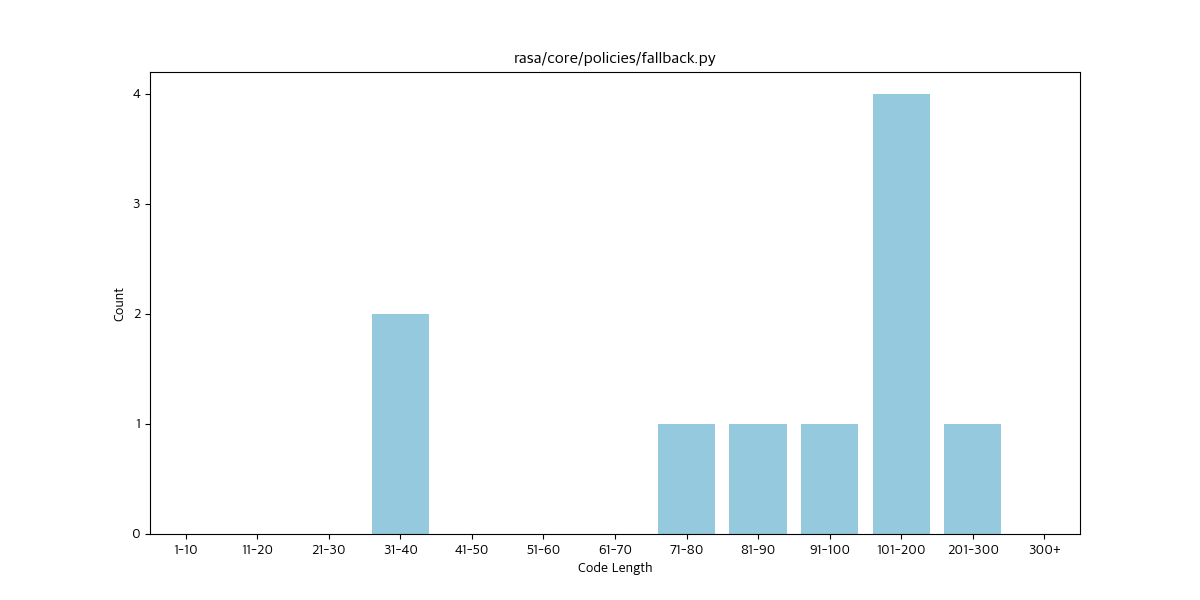 rasa/core/policies/fallback.py
4
3
2
1
0
Count
1-10 11-20 21-30 31-40 41-50 51-60 61-70 71-80 81-90 91-100 101-200 201-300 300+
Code Length